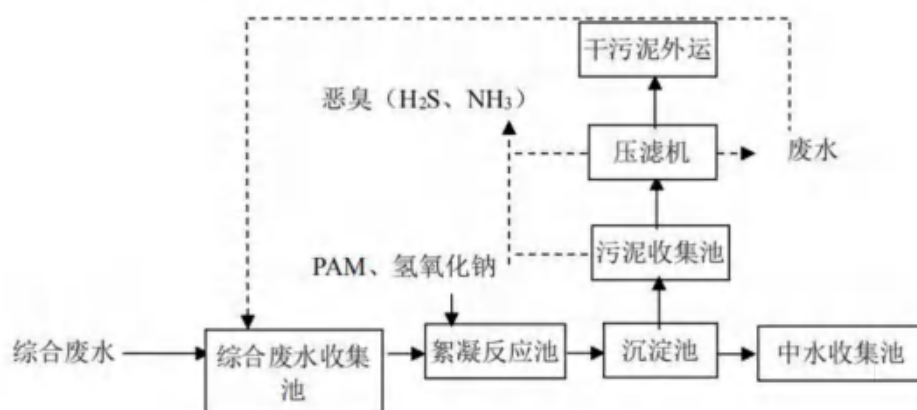 干污泥外运
恶臭（H2S、NH3）
压滤机
废水
污泥收集池
PAM、氢氧化钠
综合废水
综合废水收集
池
絮凝反应池
沉淀池
中水收集池